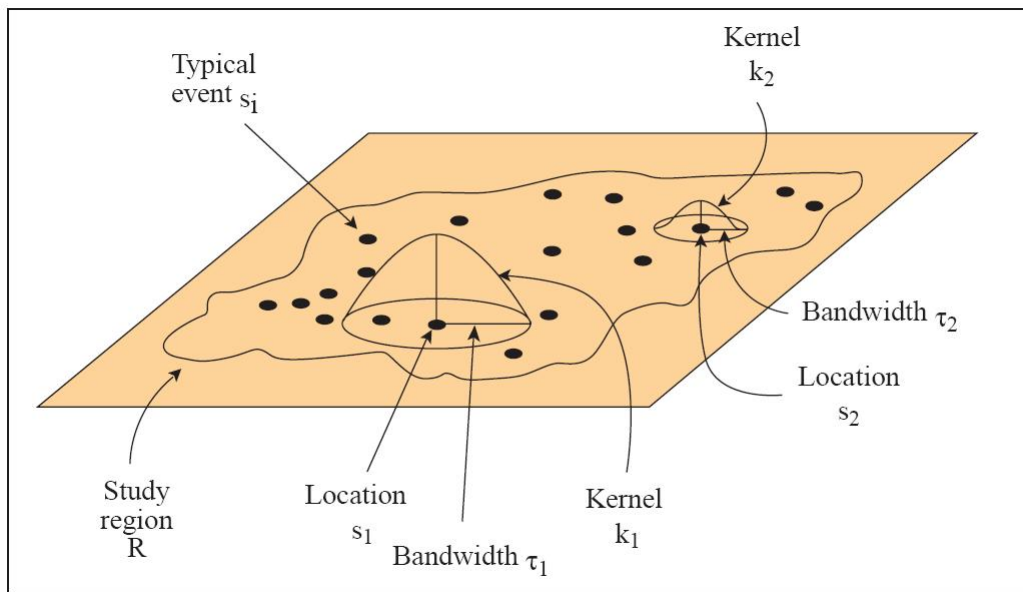 Kernel
k₂
Typical
event sᵢ
Bandwidth τ₂
Location
s₂
Study
region
R
Location
s₁
Bandwidth τ₁
Kernel
k₁